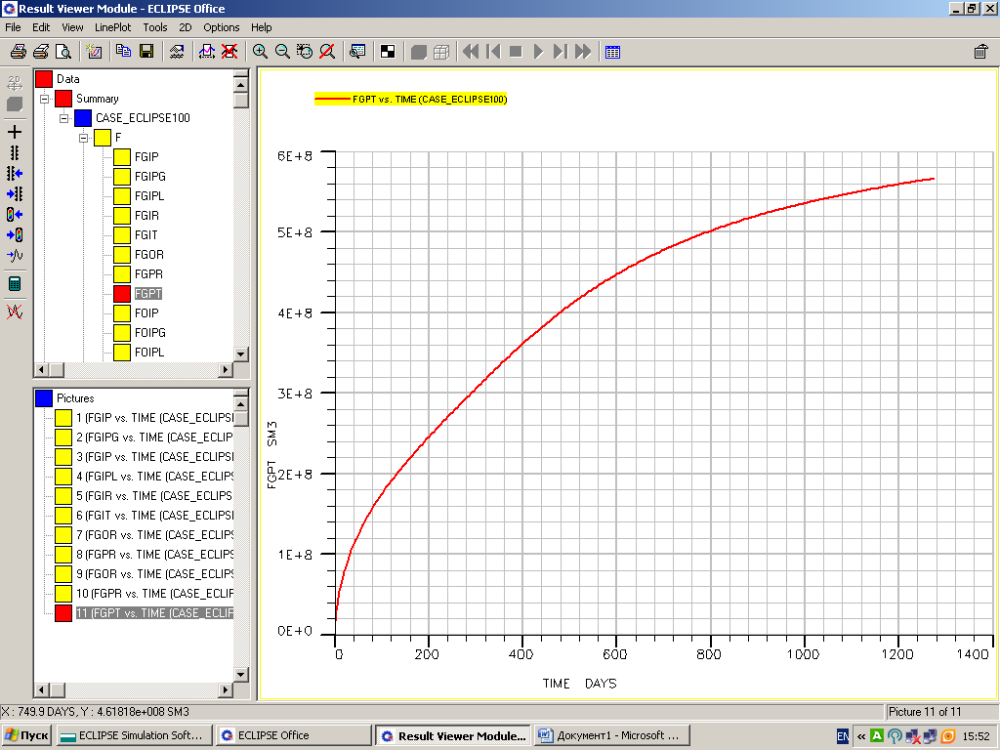 Result Viewer Module - ECLIPSE Office
File Edit View LinePlot Tools 2D Options Help
2D
Data
Summary
CASE_ECLIPSE100
F
FGIP
FGIPG
FGIPL
FGIR
FGIT
FGOR
FGPR
FGPT
FOIP
FOIPG
FOIPL
Pictures
1 (FGIP vs. TIME (CASE_ECLIPSI
2 (FGIPG vs. TIME (CASE_ECLIP
3 (FGIP vs. TIME (CASE_ECLIPSI
4 (FGIPL vs. TIME (CASE_ECLIPS
5 (FGIR vs. TIME (CASE_ECLIPS
6 (FGIT vs. TIME (CASE_ECLIPSI
7 (FGOR vs. TIME (CASE_ECLIPS
8 (FGPR vs. TIME (CASE_ECLIPS
9 (FGOR vs. TIME (CASE_ECLIPS
10 (FGPR vs. TIME (CASE_ECLIF
11 (FGPT vs. TIME (CASE_ECLIF
FGPT vs. TIME (CASE_ECLIPSE100)
6E+8
5E+8
4E+8
3E+8
2E+8
1E+8
0E+0
FGPT SM3
0 200 400 600 800 1000 1200 1400
TIME DAYS
X : 749.9 DAYS, Y : 4.61818e+008 SM3
Picture 11 of 11
Пуск
ECLIPSE Simulation Soft...
ECLIPSE Office
Result Viewer Module...
Документ1 - Microsoft ...
EN
«
A
15:52